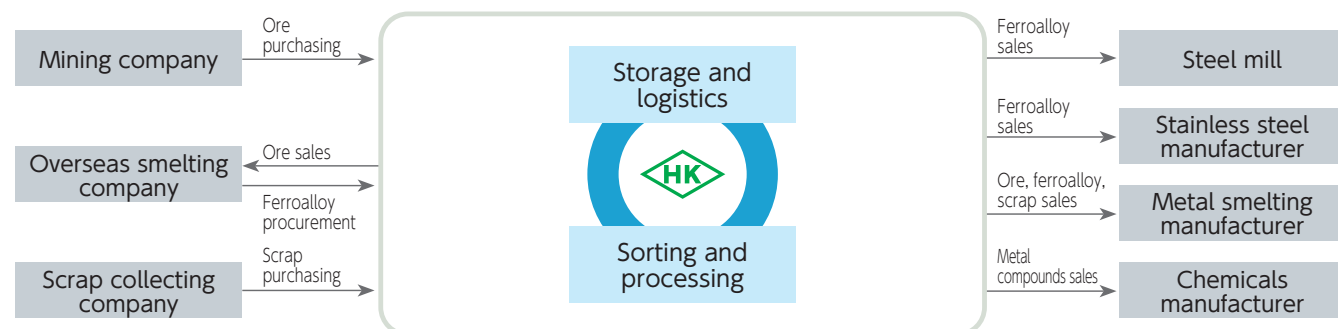 Mining company
Ore
purchasing
Overseas smelting
company
Ore sales
Ferroalloy
procurement
Scrap collecting
company
Scrap
purchasing
Storage and
logistics
HK
Sorting and
processing
Ferroalloy
sales
Steel mill
Ferroalloy
sales
Stainless steel
manufacturer
Ore, ferroalloy,
scrap sales
Metal smelting
manufacturer
Metal
compounds sales
Chemicals
manufacturer